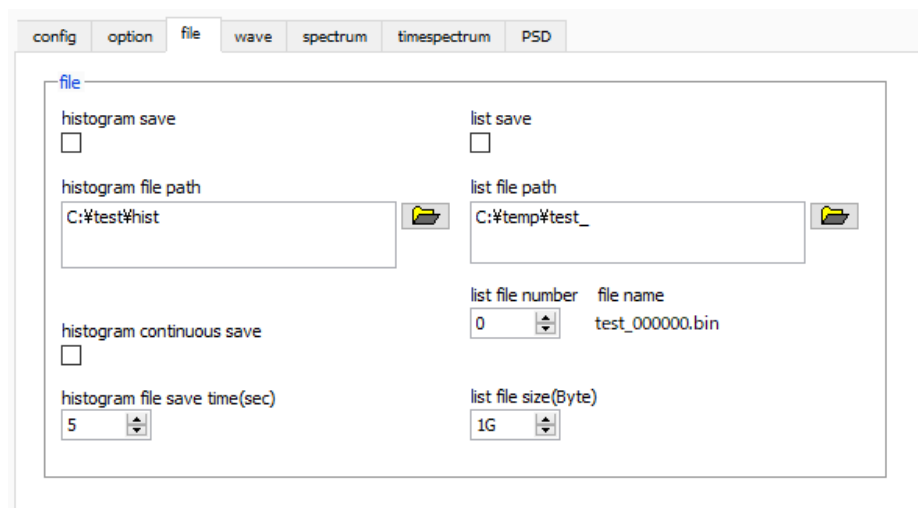 config option file wave spectrum timespectrum PSD
file
histogram save
list save
histogram file path
list file path
C:¥test¥hist
C:¥temp¥test_
list file number file name
0 test_000000.bin
histogram continuous save
histogram file save time(sec)
list file size(Byte)
5
1G